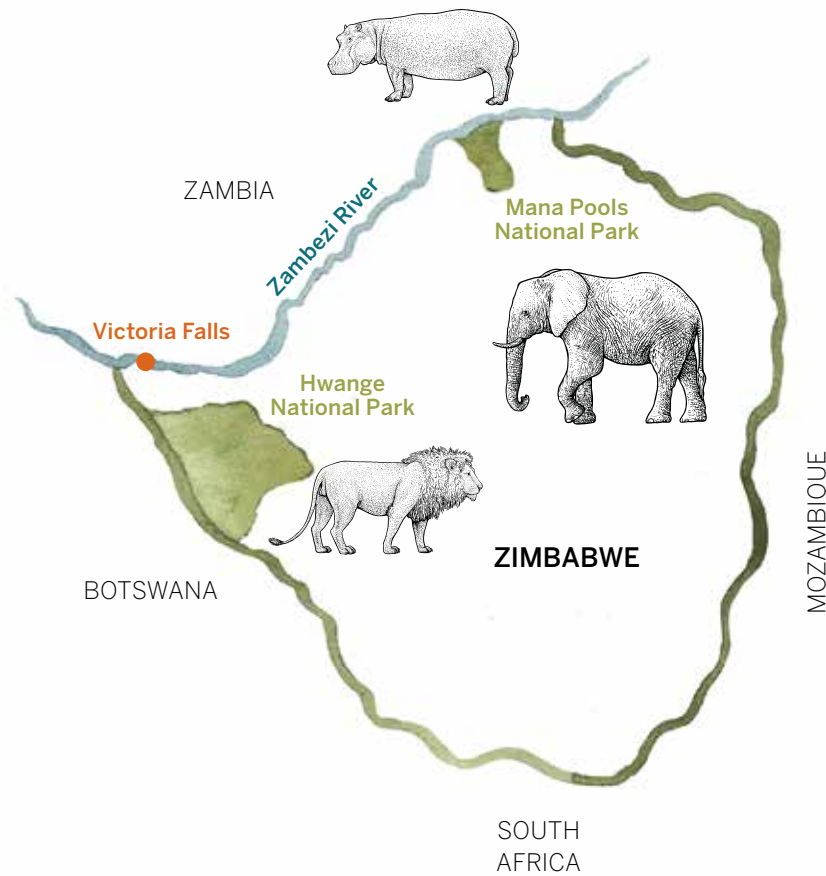 ZAMBIA
Zambezi River
Mana Pools
National Park
Victoria Falls
Hwange
National Park
MOZAMBIQUE
ZIMBABWE
BOTSWANA
SOUTH
AFRICA